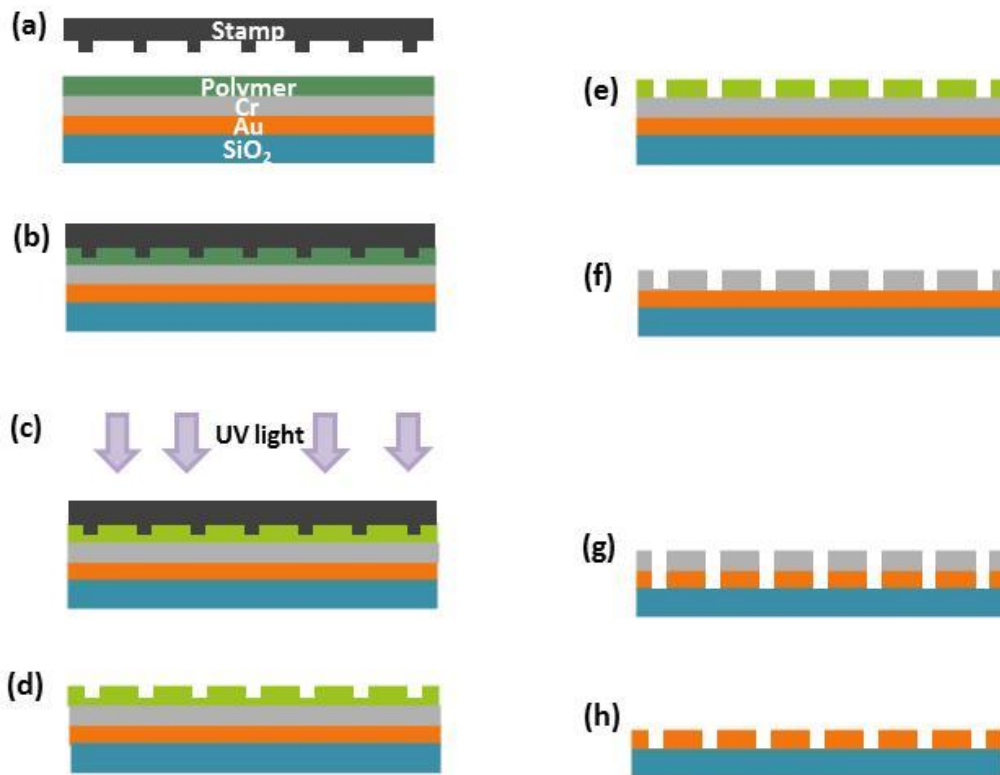 (a)
Stamp
Polymer
Cr
Au
SiO₂
(b)
(c)
UV light
(d)
(e)
(f)
(g)
(h)